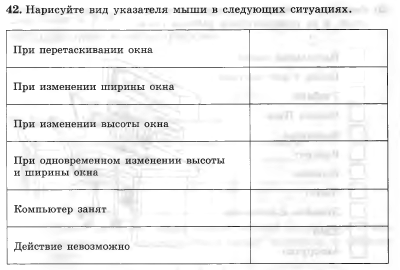 42. Нарисуйте вид указателя мыши в следующих ситуациях.
При перетаскивании окна
При изменении ширины окна
При изменении высоты окна
При одновременном изменении высоты
и ширины окна
Компьютер занят
Действие невозможно